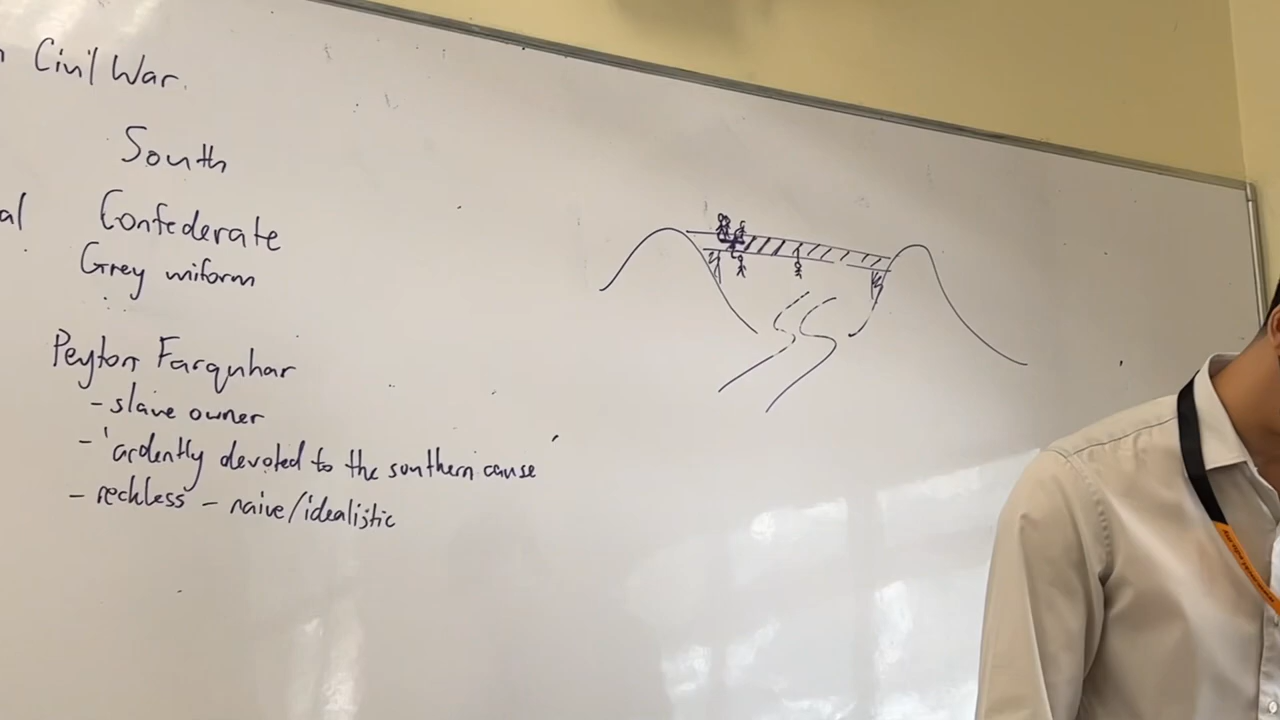 Civil War.
South
al Confederate
Grey uniform
Peyton Farquhar
- slave owner
- 'ardently devoted to the southern cause'
- reckless - naive/idealistic